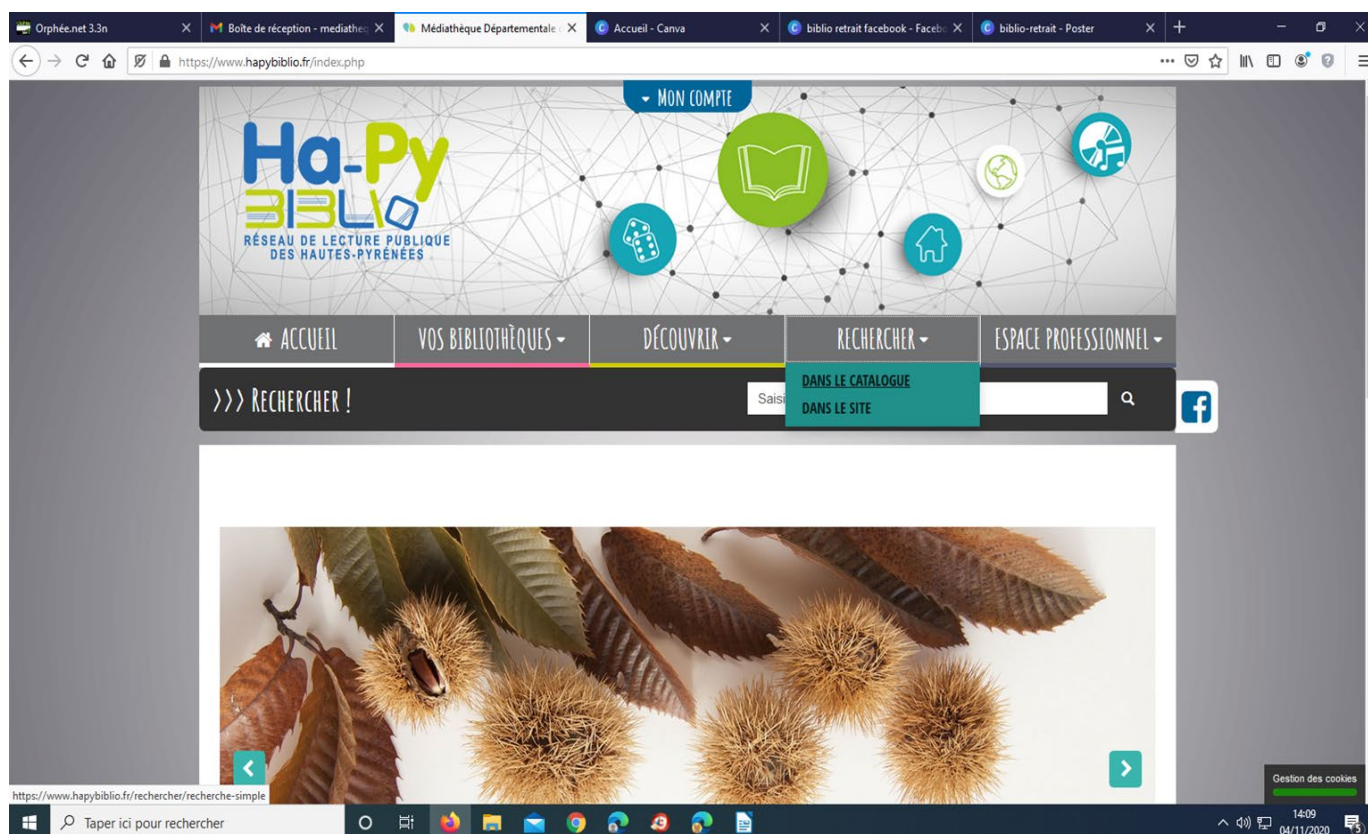 Orphée.net 3.3n
Boîte de réception - mediatheq
Médiathèque Départementale d
Accueil - Canva
biblio retrait facebook - Facebo
biblio-retrait - Poster
https://www.hapybiblio.fr/index.php
MON COMPTE
Ha-Py
BIBLIO
RÉSEAU DE LECTURE PUBLIQUE
DES HAUTES-PYRÉNÉES
ACCUEIL
VOS BIBLIOTHÈQUES
DÉCOUVRIR
RECHERCHER
ESPACE PROFESSIONNEL
DANS LE CATALOGUE
DANS LE SITE
>>> RECHERCHER !
Saisi
Gestion des cookies
https://www.hapybiblio.fr/rechercher/recherche-simple
Taper ici pour rechercher
14:09
04/11/2020